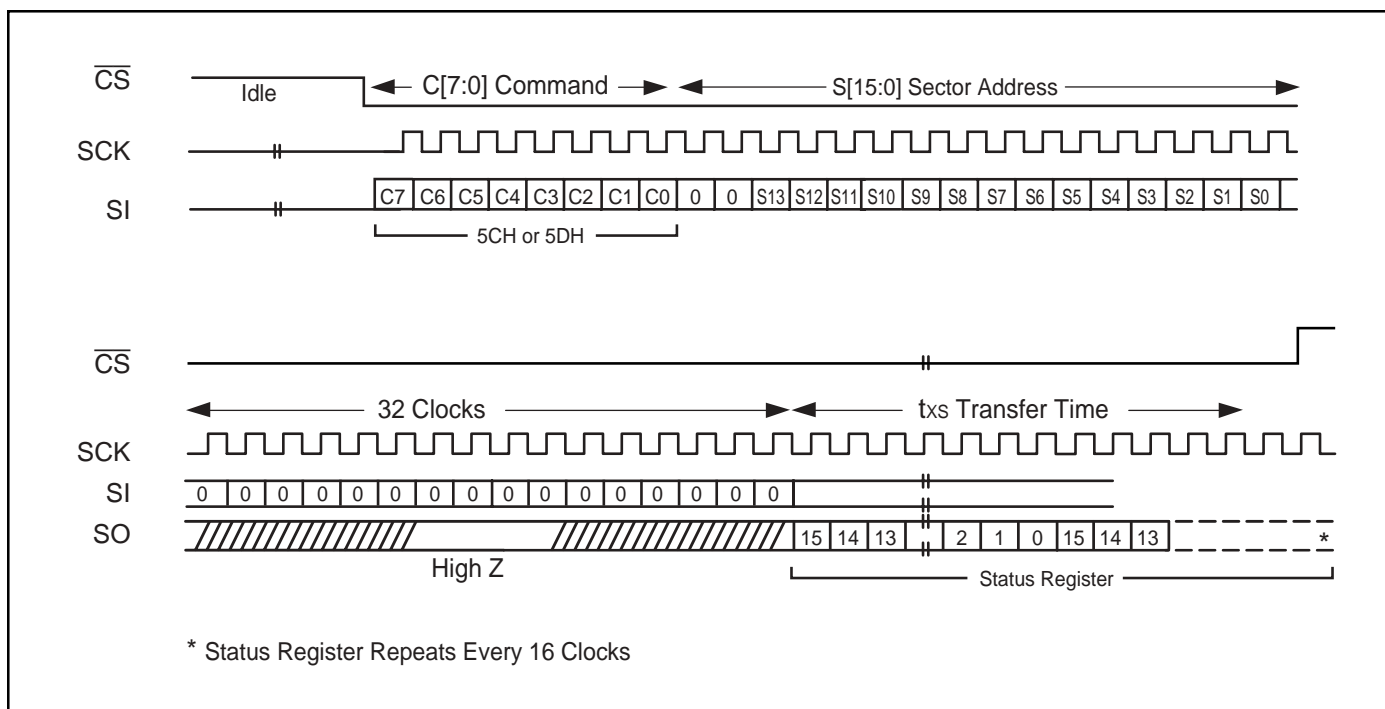 CS
Idle
C[7:0] Command
S[15:0] Sector Address
SCK
SI
C7 C6 C5 C4 C3 C2 C1 C0 0 0 S13 S12 S11 S10 S9 S8 S7 S6 S5 S4 S3 S2 S1 S0
5CH or 5DH
CS
32 Clocks
tXS Transfer Time
SCK
SI
0 0 0 0 0 0 0 0 0 0 0 0 0 0 0 0
SO
15 14 13 2 1 0 15 14 13 *
High Z
Status Register
* Status Register Repeats Every 16 Clocks